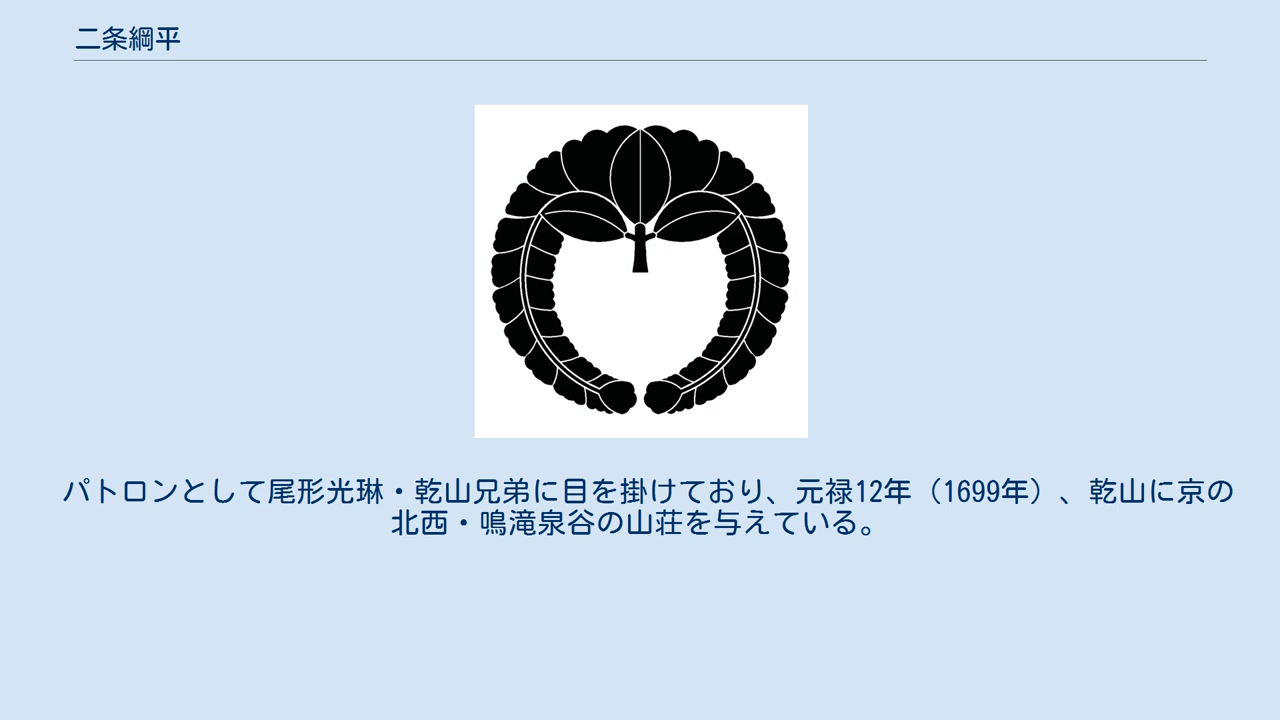 二条綱平
パトロンとして尾形光琳・乾山兄弟に目を掛けており、元禄12年（1699年）、乾山に京の
北西・鳴滝泉谷の山荘を与えている。